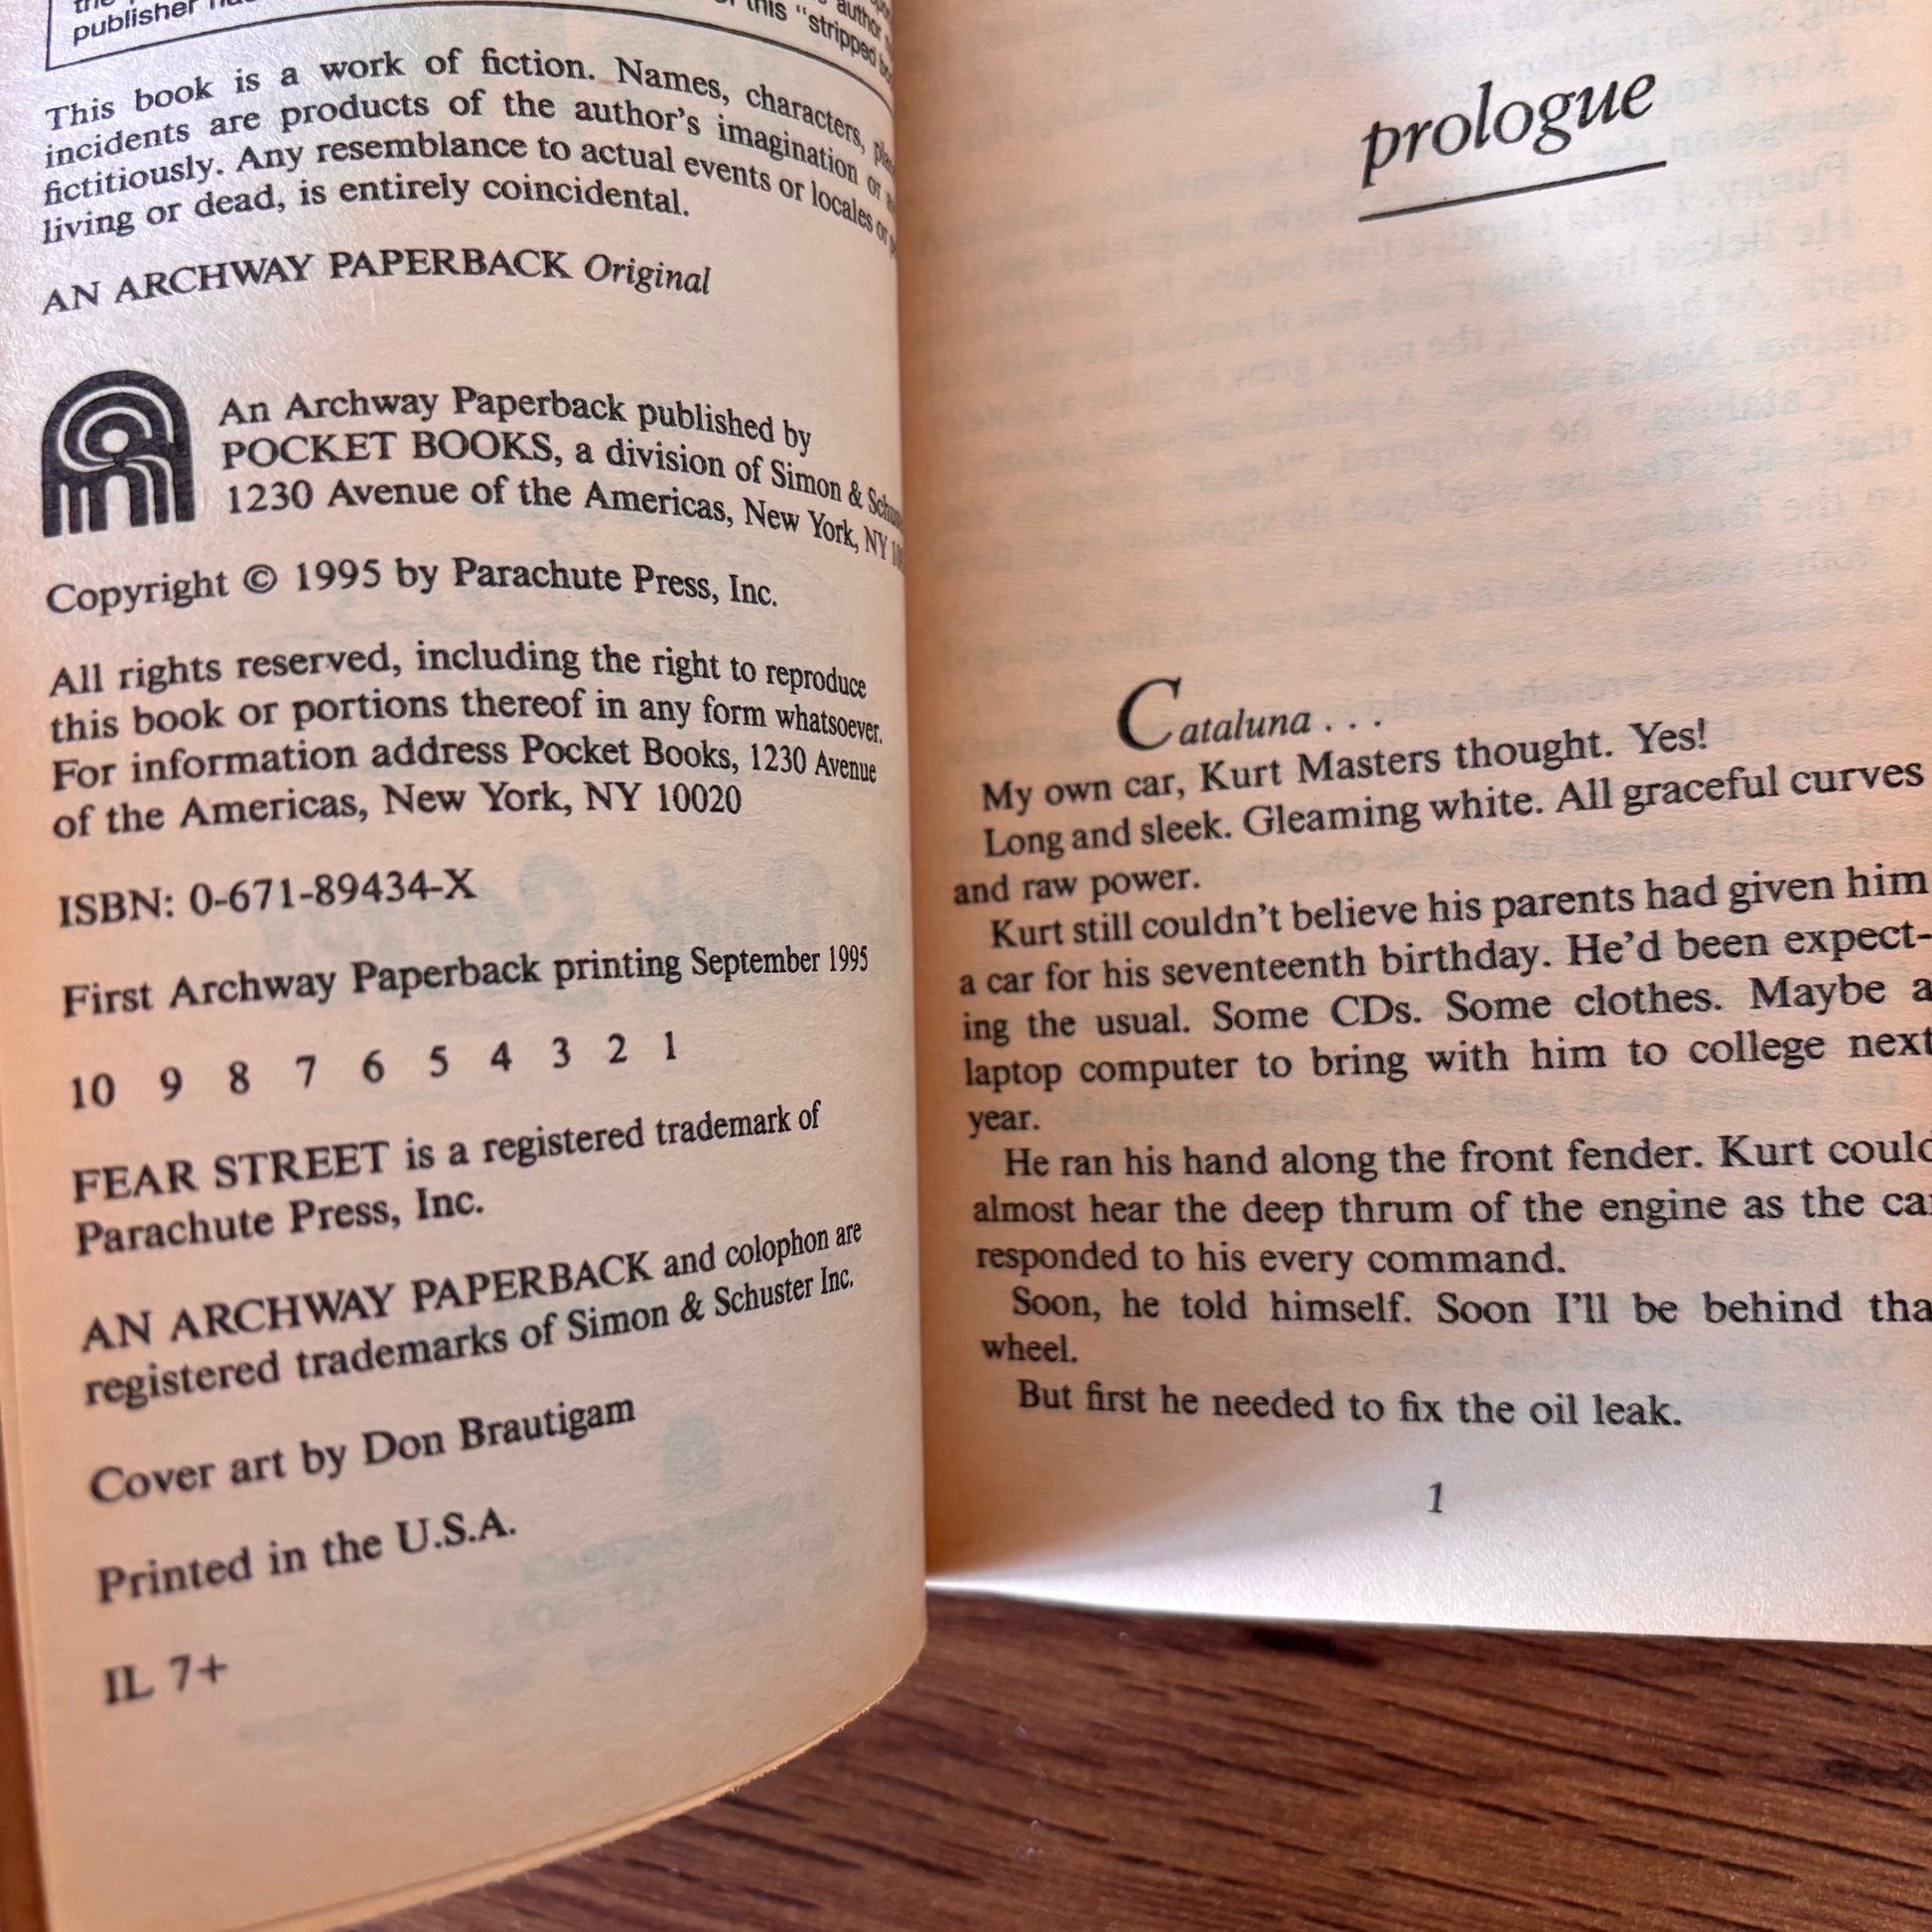 publisher
this "stripped
This book is a work of fiction. Names, characters,
incidents are products of the author's imagination or
fictitiously. Any resemblance to actual events or locales or
living or dead, is entirely coincidental.
AN ARCHWAY PAPERBACK Original
An Archway Paperback published by
POCKET BOOKS, a division of Simon &
1230 Avenue of the Americas, New York, NY
Copyright © 1995 by Parachute Press, Inc.
All rights reserved, including the right to reproduce
this book or portions thereof in any form whatsoever.
For information address Pocket Books, 1230 Avenue
of the Americas, New York, NY 10020
ISBN: 0-671-89434-X
First Archway Paperback printing September 1995
10 9 8 7 6 5 4 3 2 1
FEAR STREET is a registered trademark of
Parachute Press, Inc.
AN ARCHWAY PAPERBACK and colophon are
registered trademarks of Simon & Schuster Inc.
Cover art by Don Brautigam
Printed in the U.S.A.
IL 7+
prologue
Cataluna . . .
My own car, Kurt Masters thought. Yes!
Long and sleek. Gleaming white. All graceful curves
and raw power.
Kurt still couldn't believe his parents had given him
a car for his seventeenth birthday. He'd been expect-
ing the usual. Some CDs. Some clothes. Maybe a
laptop computer to bring with him to college next
year.
He ran his hand along the front fender. Kurt could
almost hear the deep thrum of the engine as the car
responded to his every command.
Soon, he told himself. Soon I'll be behind tha
wheel.
But first he needed to fix the oil leak.
1